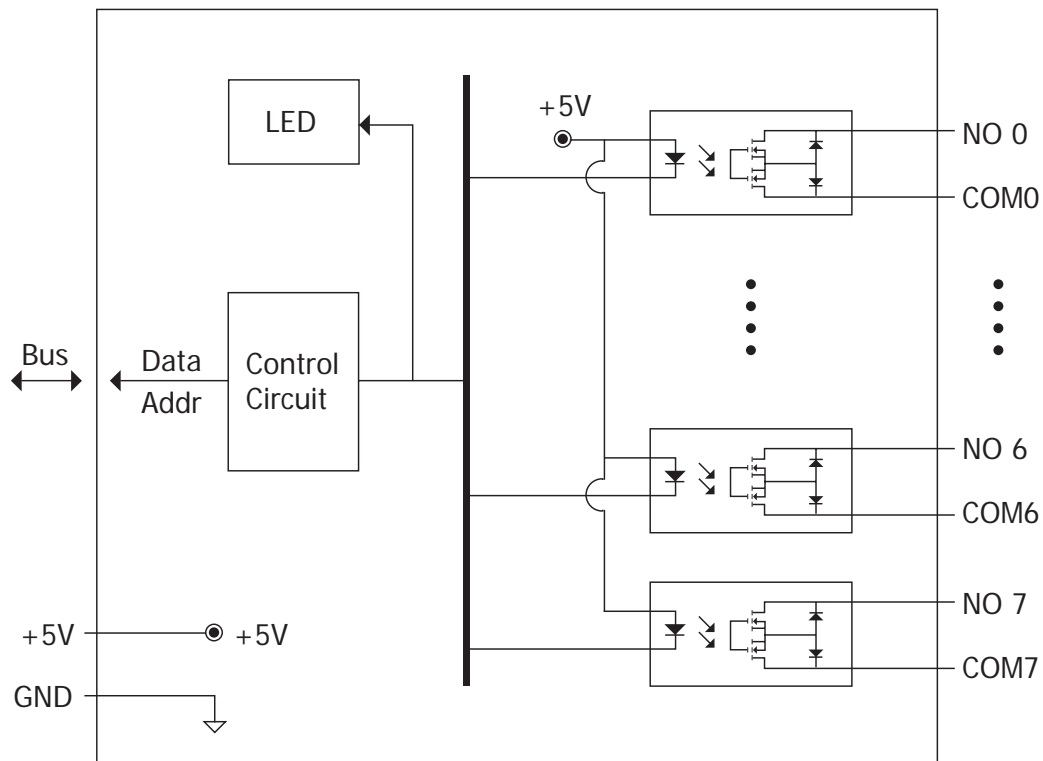 LED
+5V
NO 0
COM0
Bus
Data
Addr
Control
Circuit
NO 6
COM6
NO 7
COM7
+5V
+5V
GND